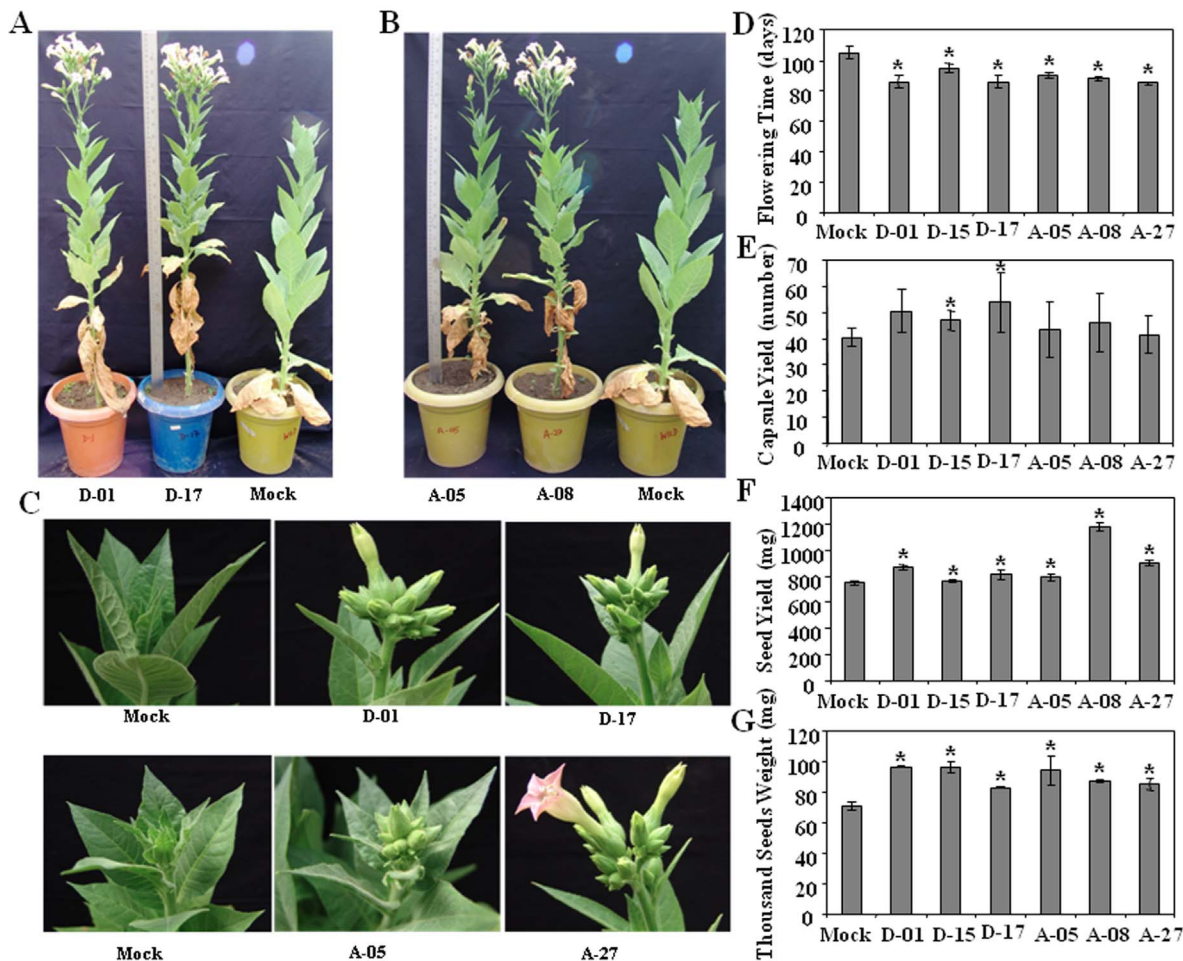 A
B
D-01 D-17 Mock
A-05 A-08 Mock
D-1
A-05
A-27
C
Mock D-01 D-17
Mock A-05 A-27
D
Flowering Time (days)
120
100
80
60
40
20
0
* * * * * *
Mock D-01 D-15 D-17 A-05 A-08 A-27
E
Capsule Yield (number)
70
60
50
40
30
20
10
0
* *
Mock D-01 D-15 D-17 A-05 A-08 A-27
F
Seed Yield (mg)
1400
1200
1000
800
600
400
200
0
* * * * * *
Mock D-01 D-15 D-17 A-05 A-08 A-27
G
Thousand Seeds Weight (mg)
120
100
80
60
40
20
0
* * * * * *
Mock D-01 D-15 D-17 A-05 A-08 A-27